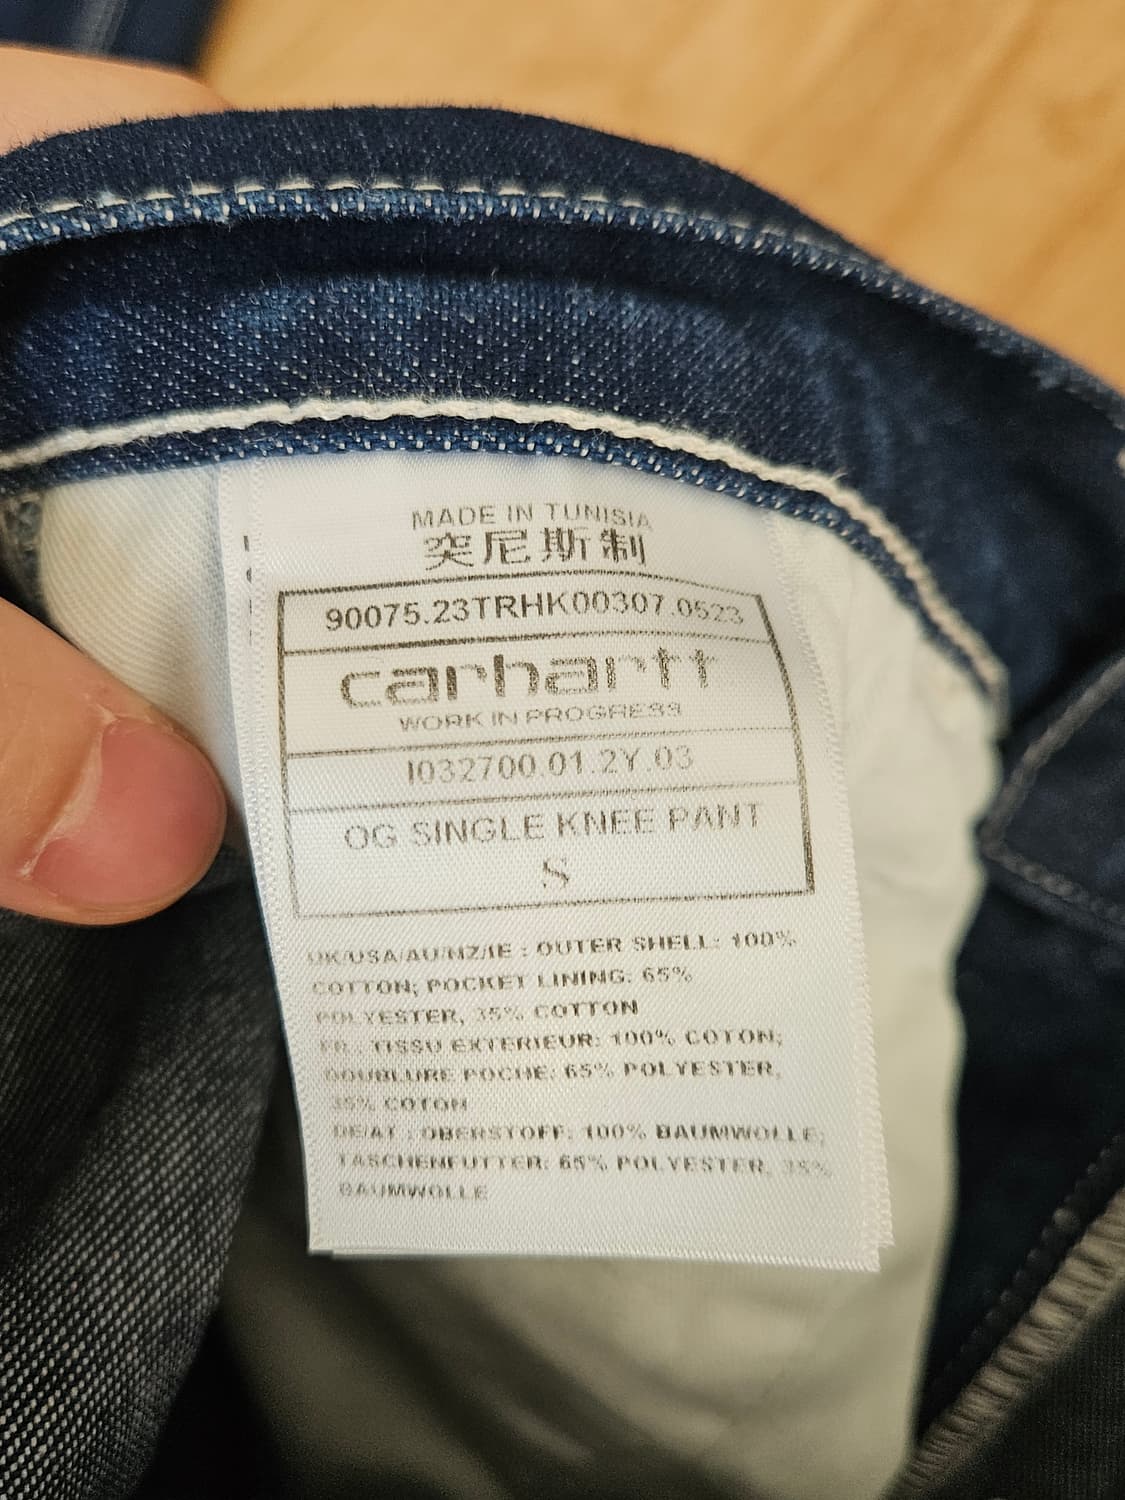 MADE IN TUNISIA
突尼斯制
90075.23TRHK00307.0523
carhartt
WORK IN PROGRESS
I032700.01.2Y.03
OG SINGLE KNEE PANT
S
UK/USA/AU/NZ/IE : OUTER SHELL: 100%
COTTON; POCKET LINING: 65%
POLYESTER, 35% COTTON
FR : TISSU EXTERIEUR: 100% COTON;
DOUBLURE POCHE: 65% POLYESTER,
35% COTON
DE/AT : OBERSTOFF: 100% BAUMWOLLE;
TASCHENFUTTER: 65% POLYESTER, 35%
BAUMWOLLE